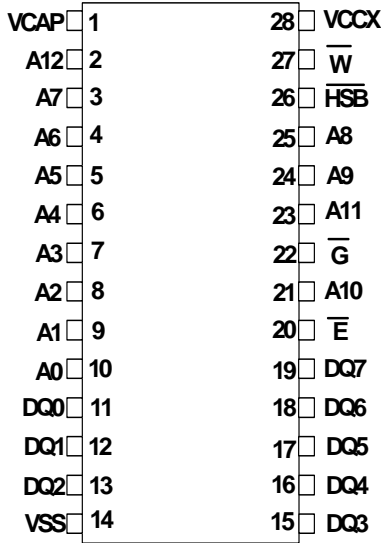 VCAP 1 28 VCCX
A12 2 27 W̅
A7 3 26 H̅S̅B̅
A6 4 25 A8
A5 5 24 A9
A4 6 23 A11
A3 7 22 G̅
A2 8 21 A10
A1 9 20 E̅
A0 10 19 DQ7
DQ0 11 18 DQ6
DQ1 12 17 DQ5
DQ2 13 16 DQ4
VSS 14 15 DQ3